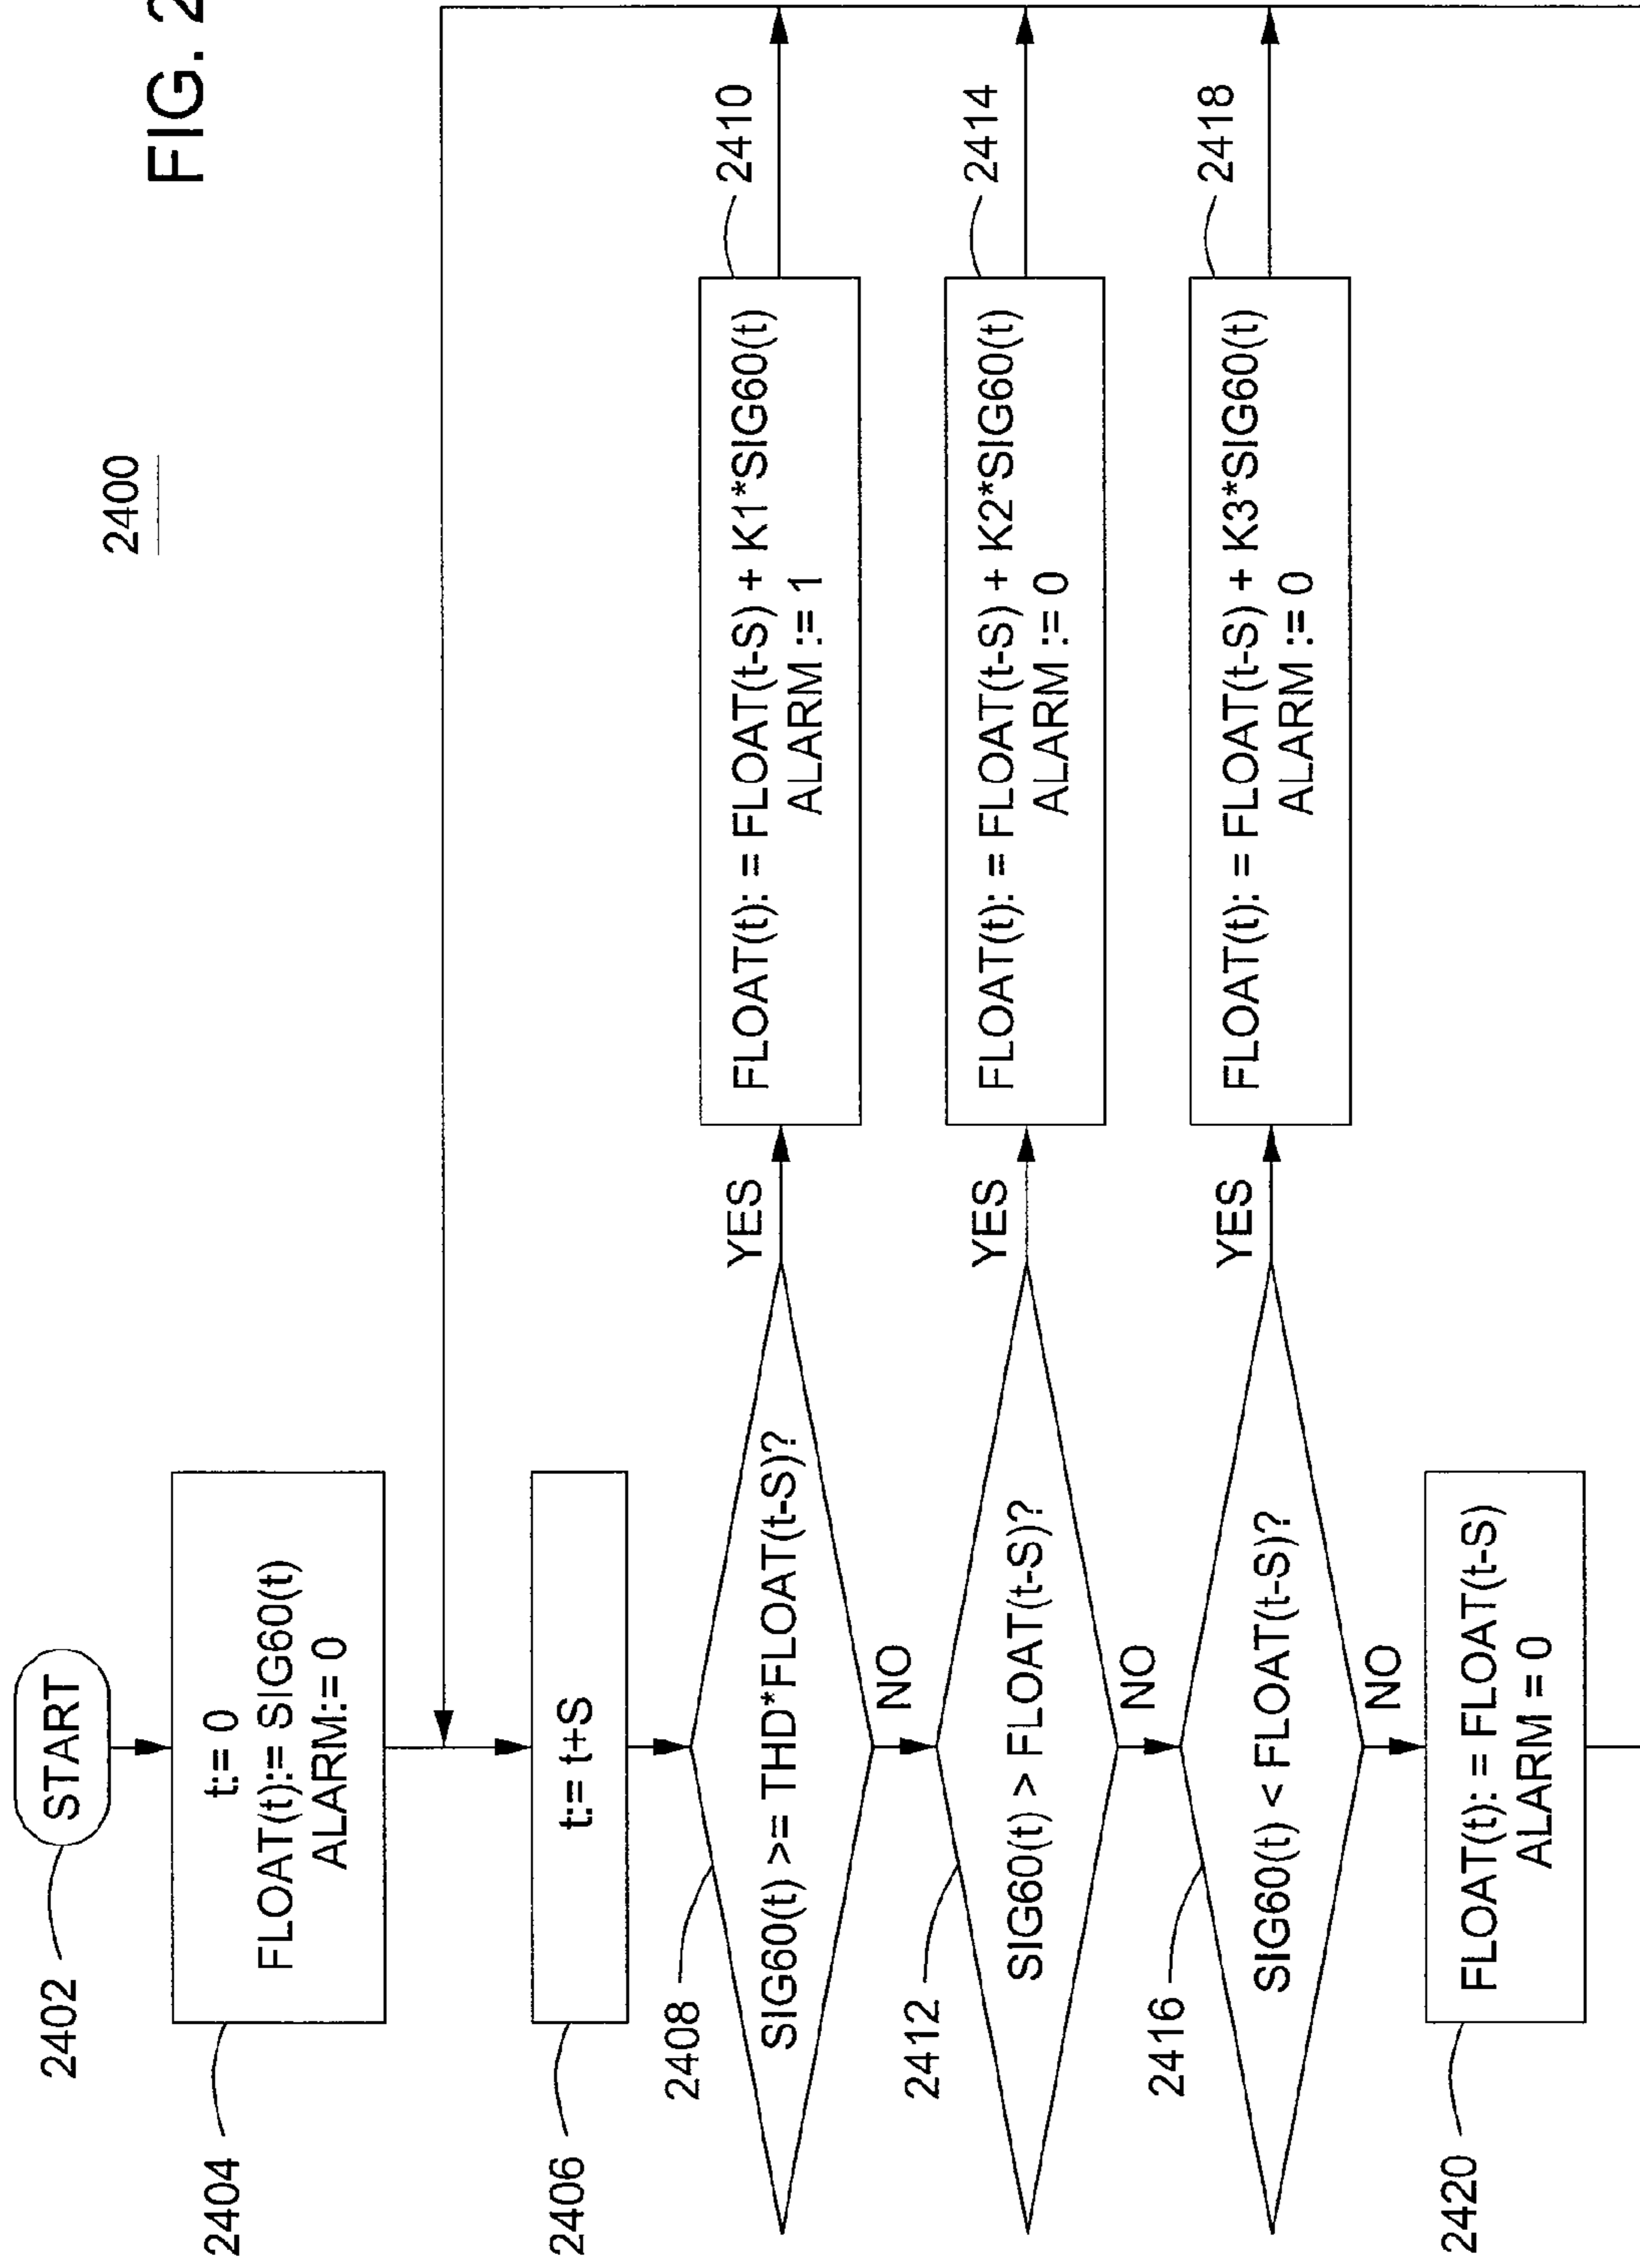 FIG. 2
2400
2402
START
2404
t:= 0
FLOAT(t):= SIG60(t)
ALARM:= 0
2406
t:= t+S
2408
SIG60(t) >= THD*FLOAT(t-S)?
YES
NO
2410
FLOAT(t): = FLOAT(t-S) + K1*SIG60(t)
ALARM := 1
2412
SIG60(t) > FLOAT(t-S)?
YES
NO
2414
FLOAT(t): = FLOAT(t-S) + K2*SIG60(t)
ALARM := 0
2416
SIG60(t) < FLOAT(t-S)?
YES
NO
2418
FLOAT(t): = FLOAT(t-S) + K3*SIG60(t)
ALARM := 0
2420
FLOAT(t): = FLOAT(t-S)
ALARM = 0